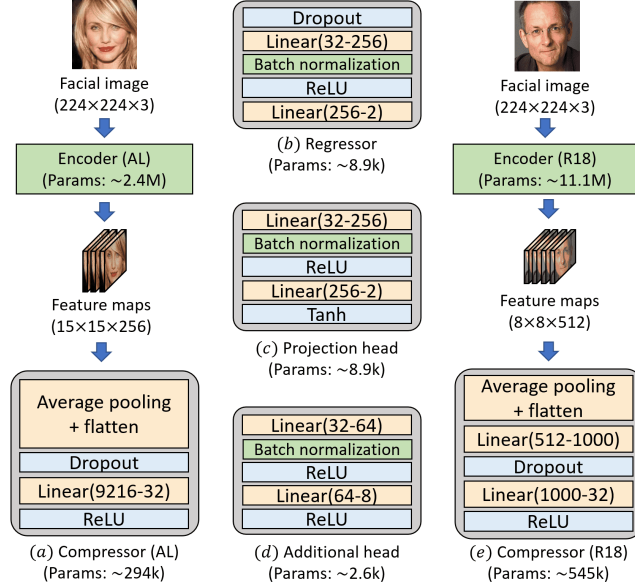 Facial image
(224×224×3)
Encoder (AL)
(Params: ~2.4M)
Feature maps
(15×15×256)
Average pooling
+ flatten
Dropout
Linear(9216-32)
ReLU
(a) Compressor (AL)
(Params: ~294k)
Dropout
Linear(32-256)
Batch normalization
ReLU
Linear(256-2)
(b) Regressor
(Params: ~8.9k)
Linear(32-256)
Batch normalization
ReLU
Linear(256-2)
Tanh
(c) Projection head
(Params: ~8.9k)
Linear(32-64)
Batch normalization
ReLU
Linear(64-8)
ReLU
(d) Additional head
(Params: ~2.6k)
Facial image
(224×224×3)
Encoder (R18)
(Params: ~11.1M)
Feature maps
(8×8×512)
Average pooling
+ flatten
Linear(512-1000)
Dropout
Linear(1000-32)
ReLU
(e) Compressor (R18)
(Params: ~545k)